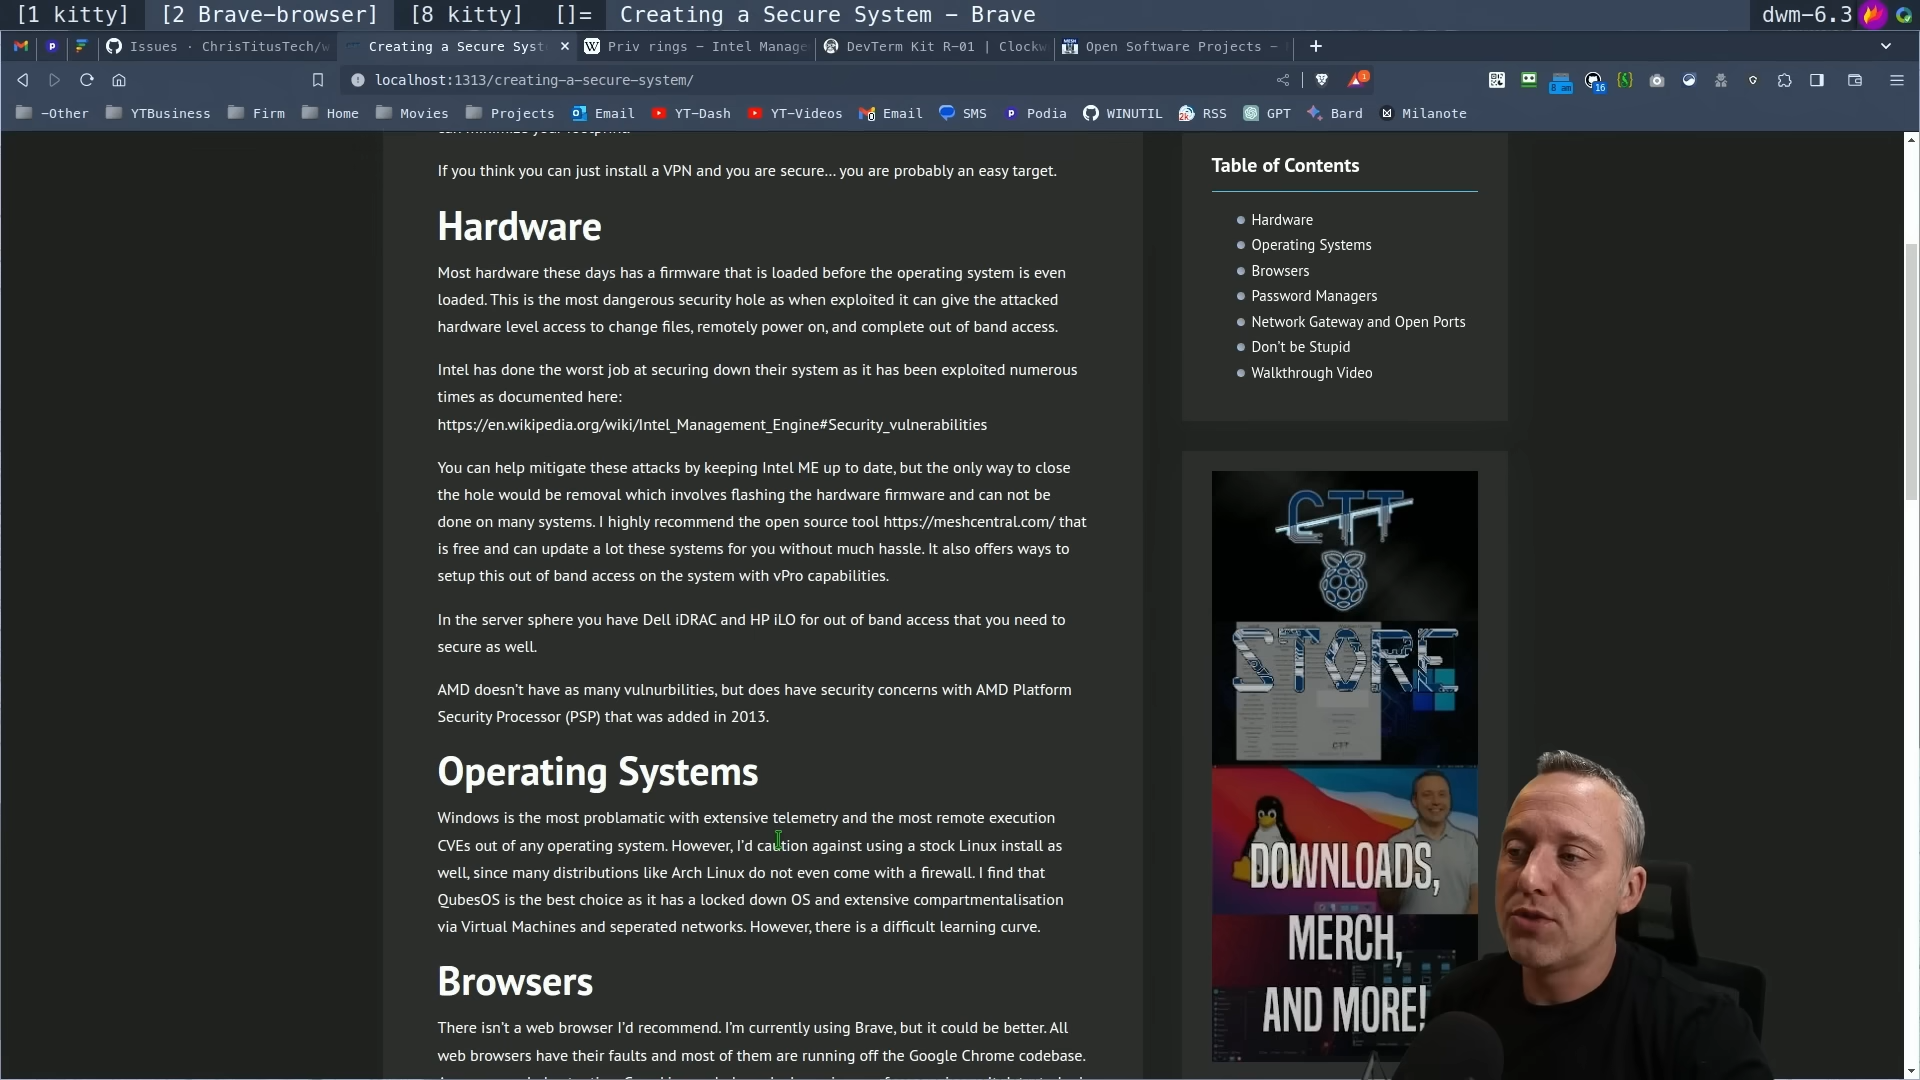 [1 kitty] [2 Brave-browser] [8 kitty] []= Creating a Secure System - Brave dwm-6.3
Issues · ChrisTitusTech/w Creating a Secure Syst Priv rings - Intel Manage DevTerm Kit R-01 | Clockw Open Software Projects -
localhost:1313/creating-a-secure-system/
-Other YTBusiness Firm Home Movies Projects Email YT-Dash YT-Videos Email SMS Podia WINUTIL RSS GPT Bard Milanote
If you think you can just install a VPN and you are secure... you are probably an easy target.
Hardware
Most hardware these days has a firmware that is loaded before the operating system is even
loaded. This is the most dangerous security hole as when exploited it can give the attacked
hardware level access to change files, remotely power on, and complete out of band access.
Intel has done the worst job at securing down their system as it has been exploited numerous
times as documented here:
https://en.wikipedia.org/wiki/Intel_Management_Engine#Security_vulnerabilities
You can help mitigate these attacks by keeping Intel ME up to date, but the only way to close
the hole would be removal which involves flashing the hardware firmware and can not be
done on many systems. I highly recommend the open source tool https://meshcentral.com/ that
is free and can update a lot these systems for you without much hassle. It also offers ways to
setup this out of band access on the system with vPro capabilities.
In the server sphere you have Dell iDRAC and HP iLO for out of band access that you need to
secure as well.
AMD doesn't have as many vulnurbilities, but does have security concerns with AMD Platform
Security Processor (PSP) that was added in 2013.
Operating Systems
Windows is the most problamatic with extensive telemetry and the most remote execution
CVEs out of any operating system. However, I'd caution against using a stock Linux install as
well, since many distributions like Arch Linux do not even come with a firewall. I find that
QubesOS is the best choice as it has a locked down OS and extensive compartmentalisation
via Virtual Machines and seperated networks. However, there is a difficult learning curve.
Browsers
There isn't a web browser I'd recommend. I'm currently using Brave, but it could be better. All
web browsers have their faults and most of them are running off the Google Chrome codebase.
Table of Contents
Hardware
Operating Systems
Browsers
Password Managers
Network Gateway and Open Ports
Don't be Stupid
Walkthrough Video
CTT
STORE
CTT
DOWNLOADS,
MERCH,
AND MORE!